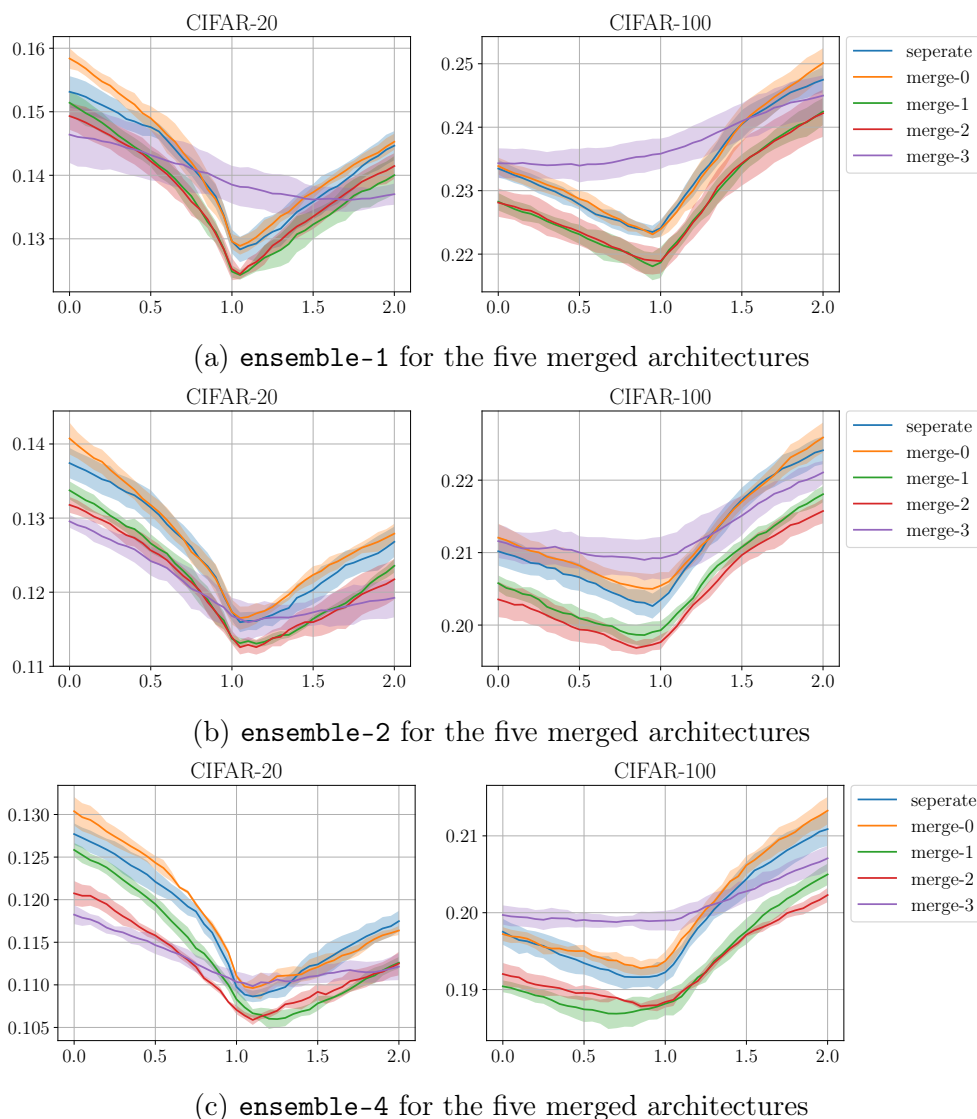 CIFAR-20 CIFAR-100
0.16
0.15
0.14
0.13
0.0 0.5 1.0 1.5 2.0
0.25
0.24
0.23
0.22
0.0 0.5 1.0 1.5 2.0
seperate
merge-0
merge-1
merge-2
merge-3
(a) ensemble-1 for the five merged architectures
CIFAR-20 CIFAR-100
0.14
0.13
0.12
0.11
0.0 0.5 1.0 1.5 2.0
0.22
0.21
0.20
0.0 0.5 1.0 1.5 2.0
seperate
merge-0
merge-1
merge-2
merge-3
(b) ensemble-2 for the five merged architectures
CIFAR-20 CIFAR-100
0.130
0.125
0.120
0.115
0.110
0.105
0.0 0.5 1.0 1.5 2.0
0.21
0.20
0.19
0.0 0.5 1.0 1.5 2.0
seperate
merge-0
merge-1
merge-2
merge-3
(c) ensemble-4 for the five merged architectures